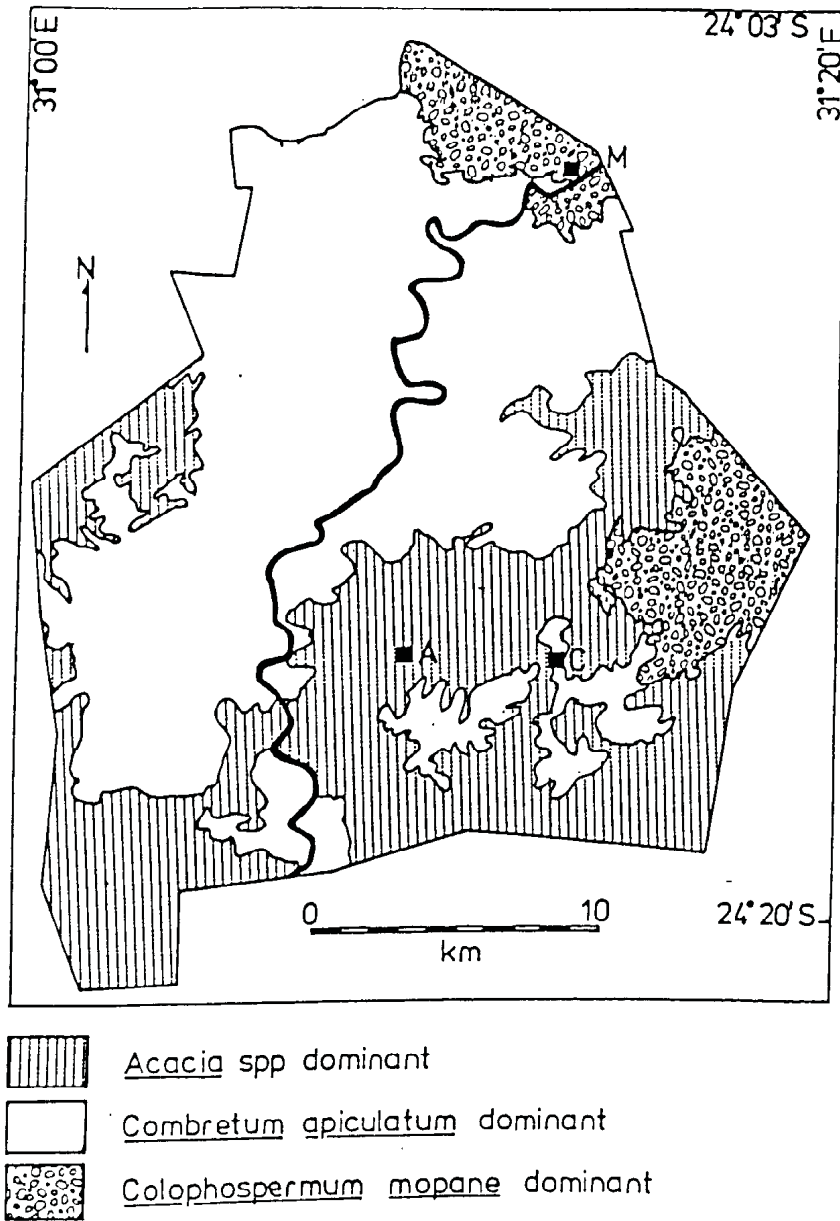 24°03'S
31°00'E
31°20'E
M
N
A
C
0 10
km
24°20'S
Acacia spp dominant
Combretum apiculatum dominant
Colophospermum mopane dominant